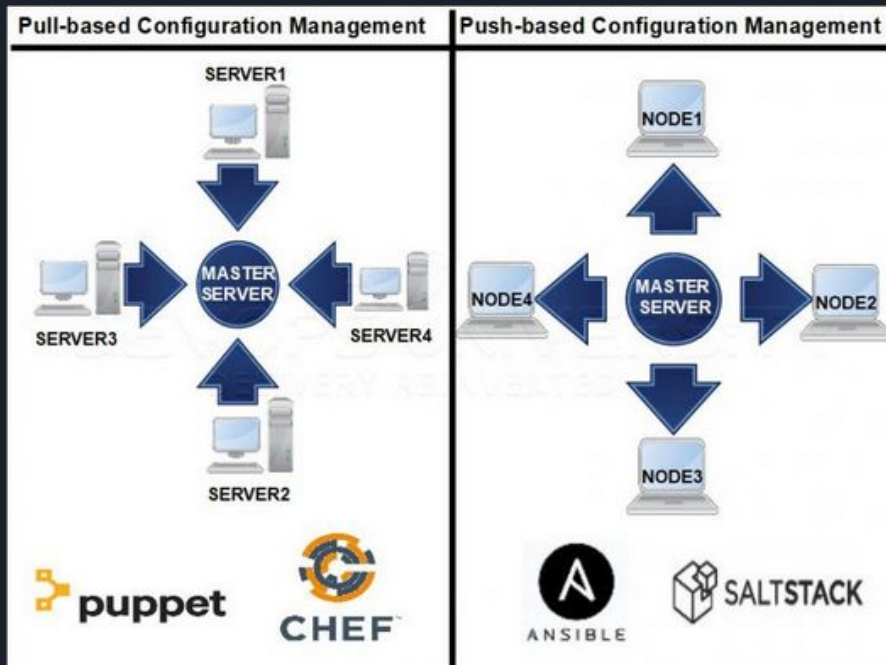 Pull-based Configuration Management
SERVER1
MASTER
SERVER
SERVER3
SERVER4
SERVER2
puppet
CHEF™
Push-based Configuration Management
NODE1
NODE4
MASTER
SERVER
NODE2
NODE3
ANSIBLE
SALTSTACK